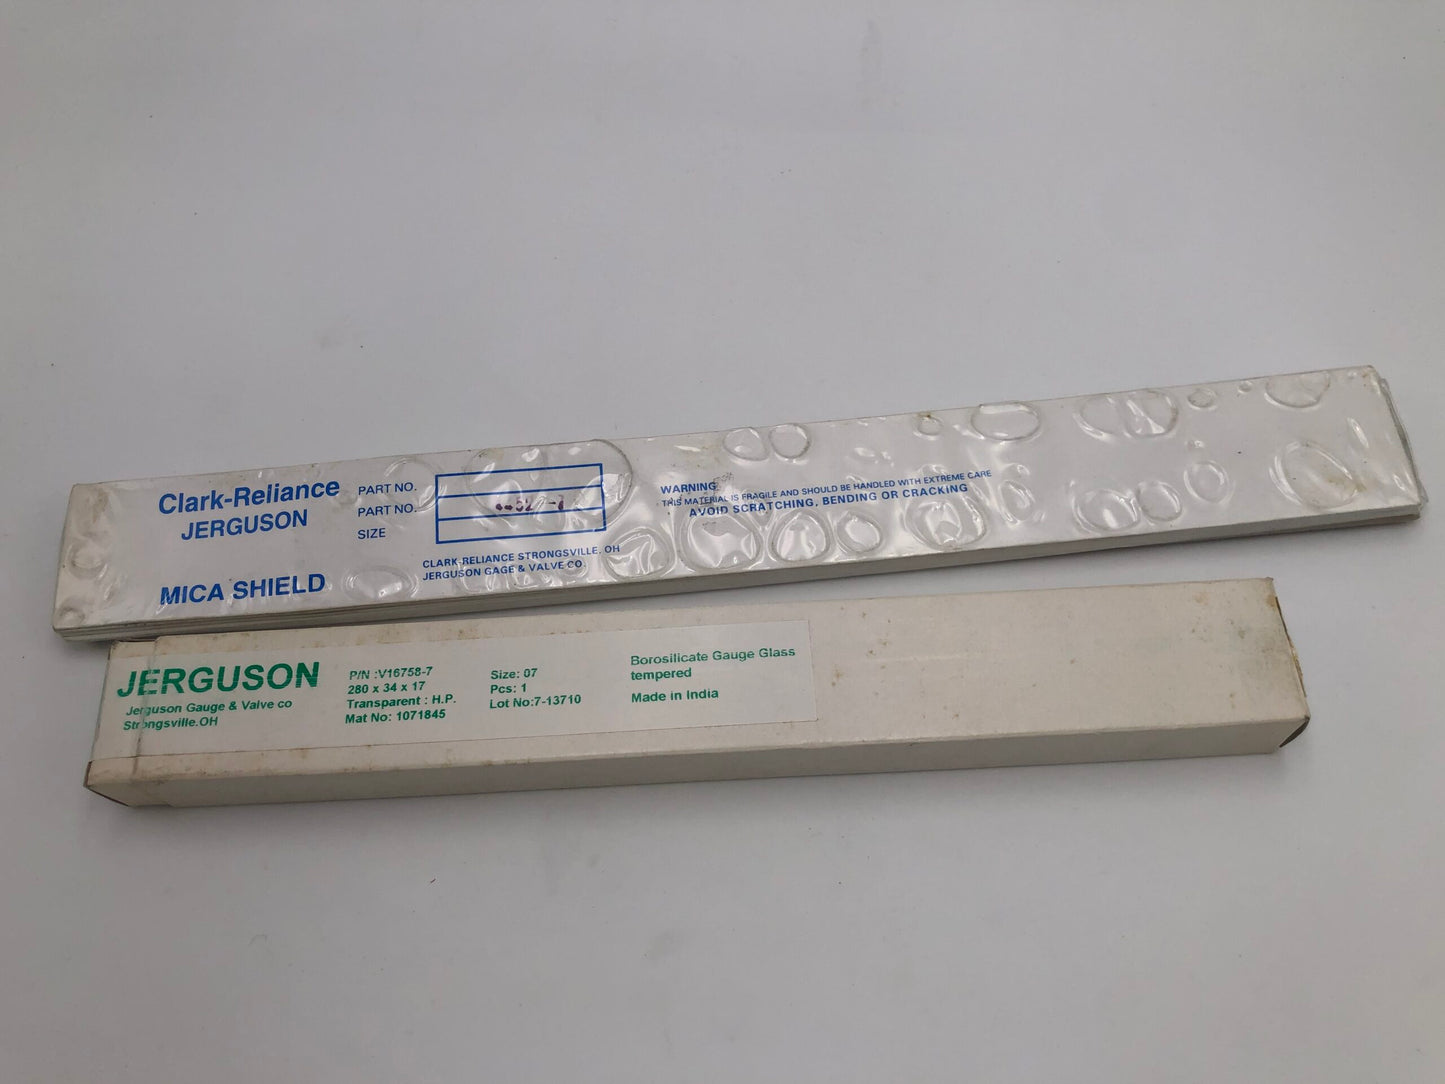 Clark-Reliance
JERGUSON
MICA SHIELD
PART NO.
PART NO.
SIZE
CLARK-RELIANCE STRONGSVILLE, OH
JERGUSON GAGE & VALVE CO.
WARNING
THIS MATERIAL IS FRAGILE AND SHOULD BE HANDLED WITH EXTREME CARE
AVOID SCRATCHING, BENDING OR CRACKING
JERGUSON
Jerguson Gauge & Valve co
Strongsville.OH
P/N :V16758-7
280 x 34 x 17
Transparent : H.P.
Mat No: 1071845
Size: 07
Pcs: 1
Lot No:7-13710
Borosilicate Gauge Glass
tempered
Made in India